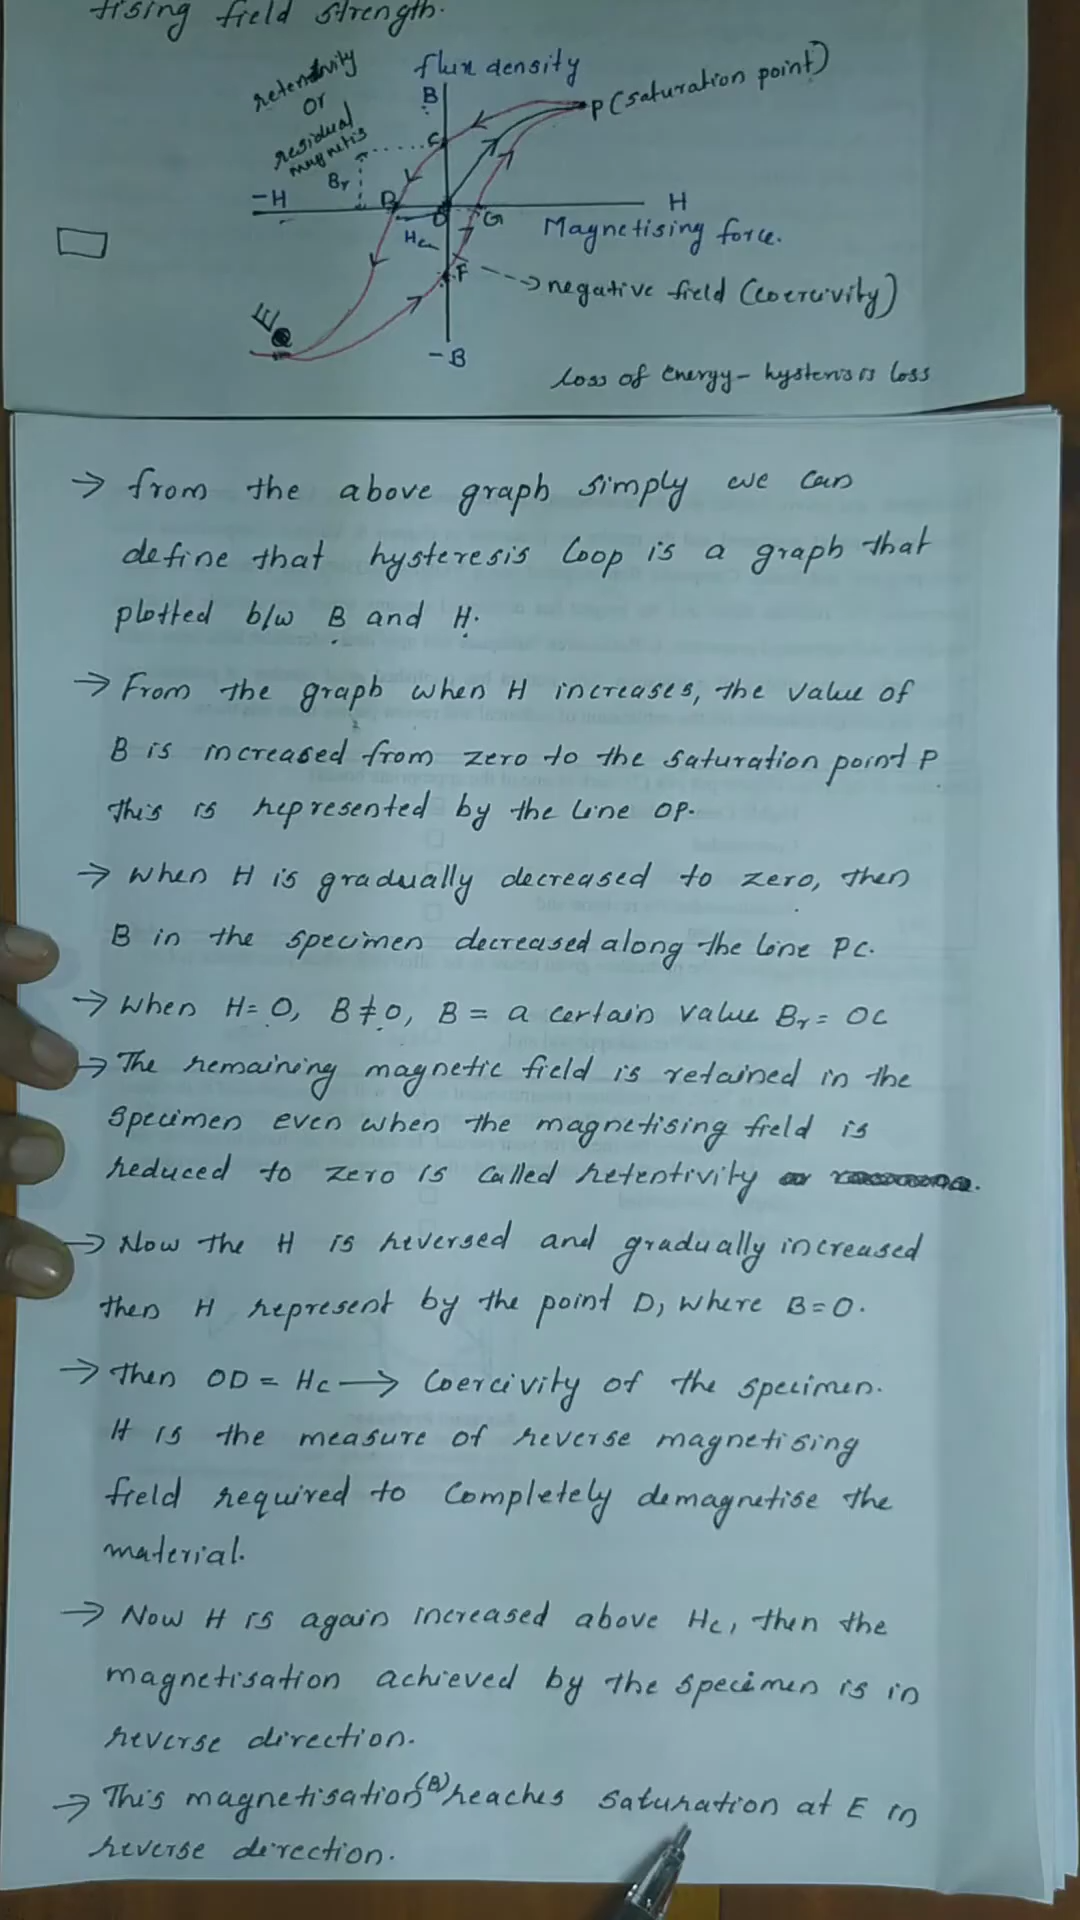 tising field strength.
flux density
retentivity
or
residual
magnetis
B
P (saturation point)
C
Br
-H
D
O
G
H
Hc
Magnetising force.
F
negative field (coercivity)
E
-B
loss of energy - hysteresis loss
→ from the above graph simply we can
define that hysteresis loop is a graph that
plotted b/w B and H.
→ From the graph when H increases, the value of
B is increased from zero to the saturation point P
this is represented by the line OP.
→ when H is gradually decreased to zero, then
B in the specimen decreased along the line PC.
→ when H=0, B≠0, B = a certain value Br = OC
→ The remaining magnetic field is retained in the
specimen even when the magnetising field is
reduced to zero is called retentivity
→ Now the H is reversed and gradually increased
then H represent by the point D, where B=0.
→ Then OD = Hc → Coercivity of the specimen.
It is the measure of reverse magnetising
field required to completely demagnetise the
material.
→ Now H is again increased above Hc, then the
magnetisation achieved by the specimen is in
reverse direction.
→ This magnetisation (B) reaches saturation at E in
reverse direction.